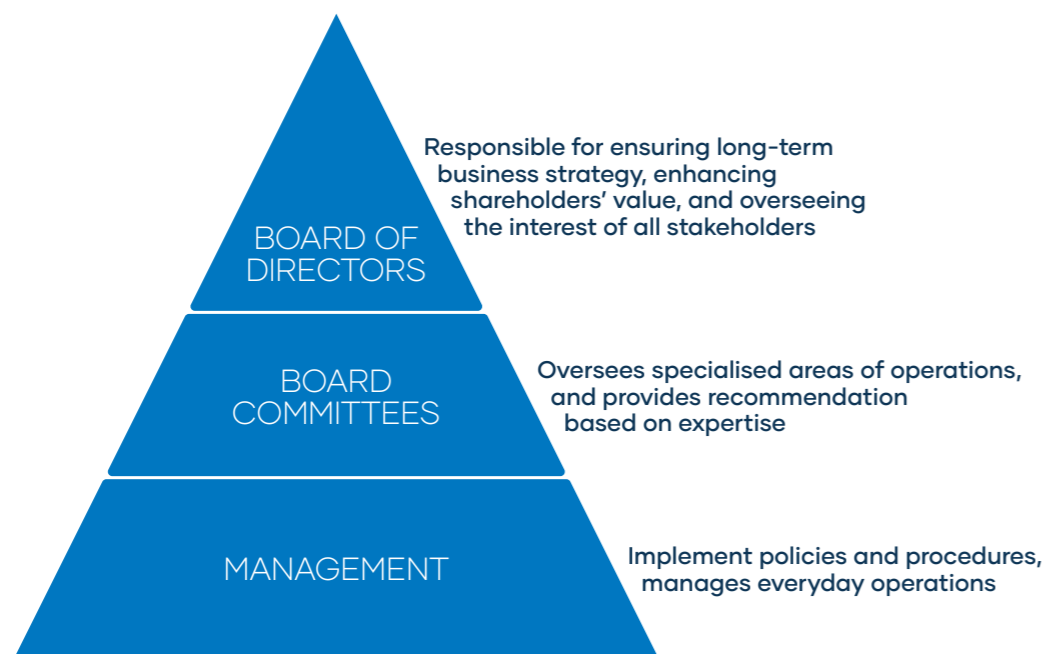 Responsible for ensuring long-term
business strategy, enhancing
shareholders’ value, and overseeing
the interest of all stakeholders
BOARD OF
DIRECTORS
Oversees specialised areas of operations,
and provides recommendation
based on expertise
BOARD
COMMITTEES
Implement policies and procedures,
manages everyday operations
MANAGEMENT